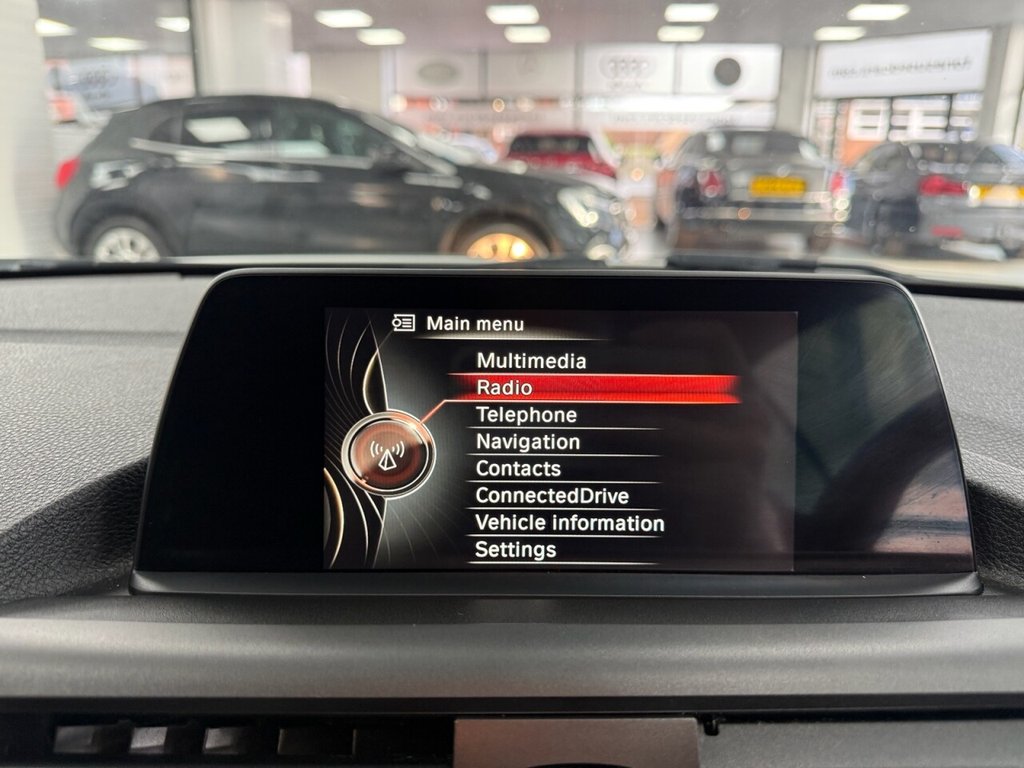 Main menu
Multimedia
Radio
Telephone
Navigation
Contacts
ConnectedDrive
Vehicle information
Settings